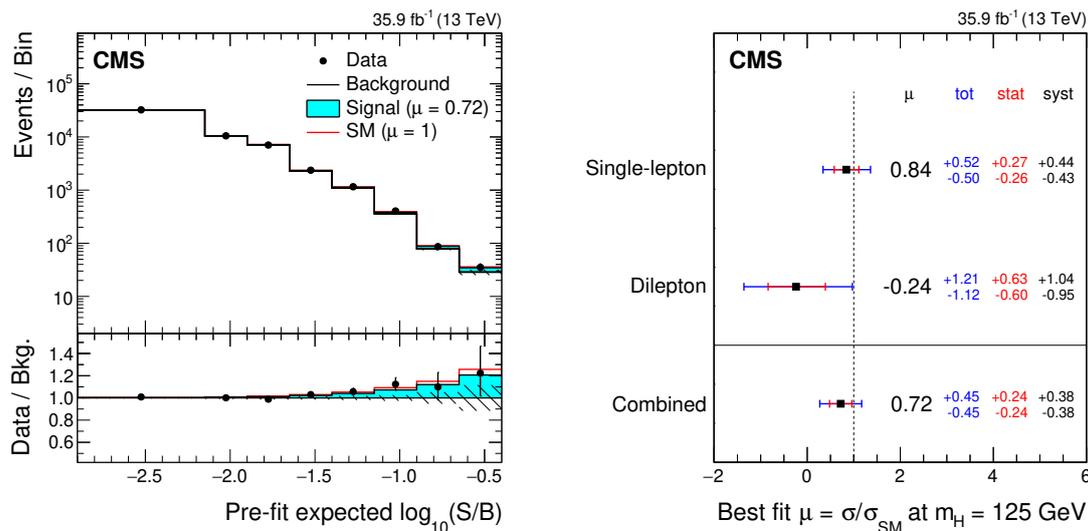 35.9 fb⁻¹ (13 TeV)
CMS
Data
Background
Signal (μ = 0.72)
SM (μ = 1)
Events / Bin
10⁵
10⁴
10³
10²
10
Data / Bkg.
1.4
1.2
1.0
0.8
0.6
−2.5 −2.0 −1.5 −1.0 −0.5
Pre-fit expected log₁₀(S/B)
35.9 fb⁻¹ (13 TeV)
CMS
μ tot stat syst
Single-lepton 0.84 +0.52 -0.50 +0.27 -0.26 +0.44 -0.43
Dilepton -0.24 +1.21 -1.12 +0.63 -0.60 +1.04 -0.95
Combined 0.72 +0.45 -0.45 +0.24 -0.24 +0.38 -0.38
−2 0 2 4 6
Best fit μ = σ/σ_SM at m_H = 125 GeV